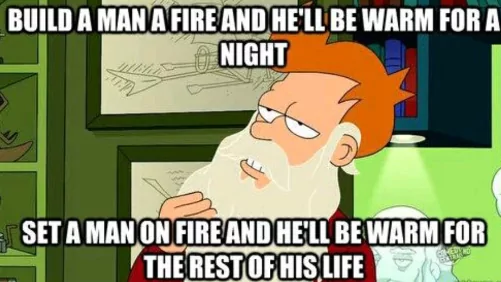 BUILD A MAN A FIRE AND HE'LL BE WARM FOR A
NIGHT
SET A MAN ON FIRE AND HE'LL BE WARM FOR
THE REST OF HIS LIFE